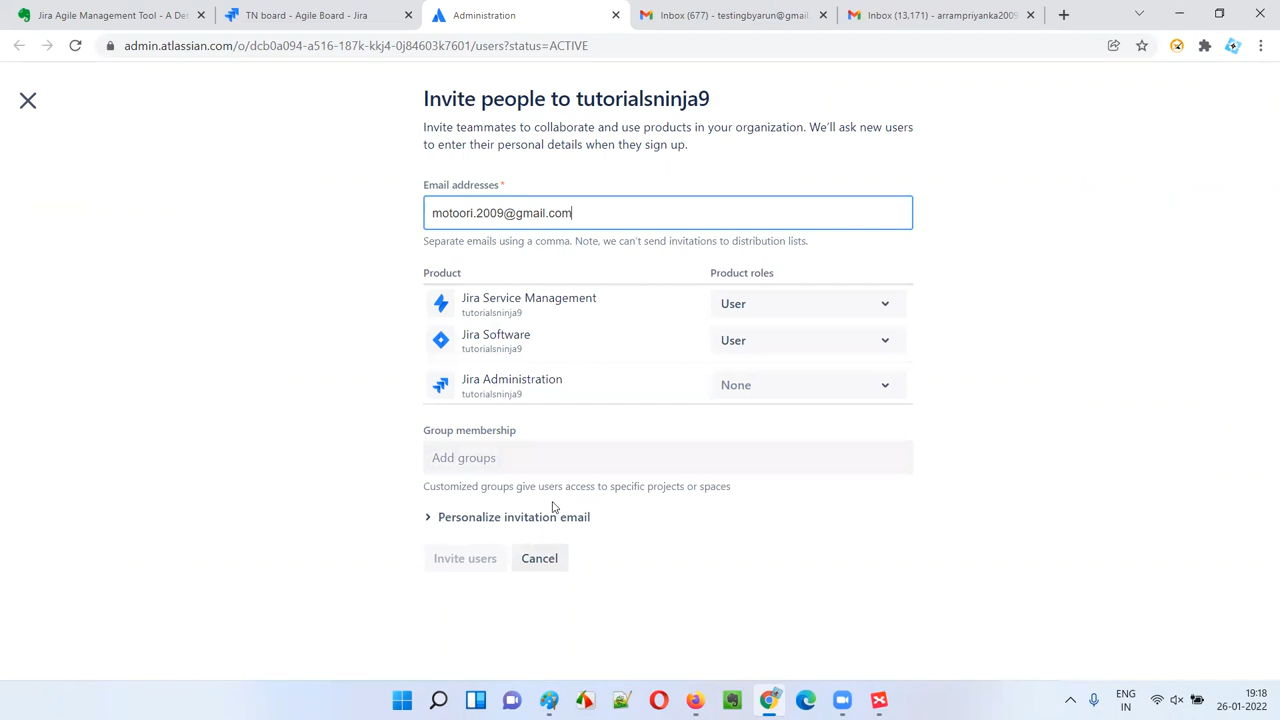 Jira Agile Management Tool - A Det
TN board - Agile Board - Jira
Administration
Inbox (677) - testingbyarun@gmail.
Inbox (13,171) - arrampriyanka2005
admin.atlassian.com/o/dcb0a094-a516-187k-kkj4-0j84603k7601/users?status=ACTIVE
Invite people to tutorialsninja9
Invite teammates to collaborate and use products in your organization. We'll ask new users
to enter their personal details when they sign up.
Email addresses*
motoori.2009@gmail.com
Separate emails using a comma. Note, we can't send invitations to distribution lists.
Product
Product roles
Jira Service Management
tutorialsninja9
User
Jira Software
tutorialsninja9
User
Jira Administration
tutorialsninja9
None
Group membership
Add groups
Customized groups give users access to specific projects or spaces
Personalize invitation email
Invite users
Cancel
ENG
IN
19:18
26-01-2022